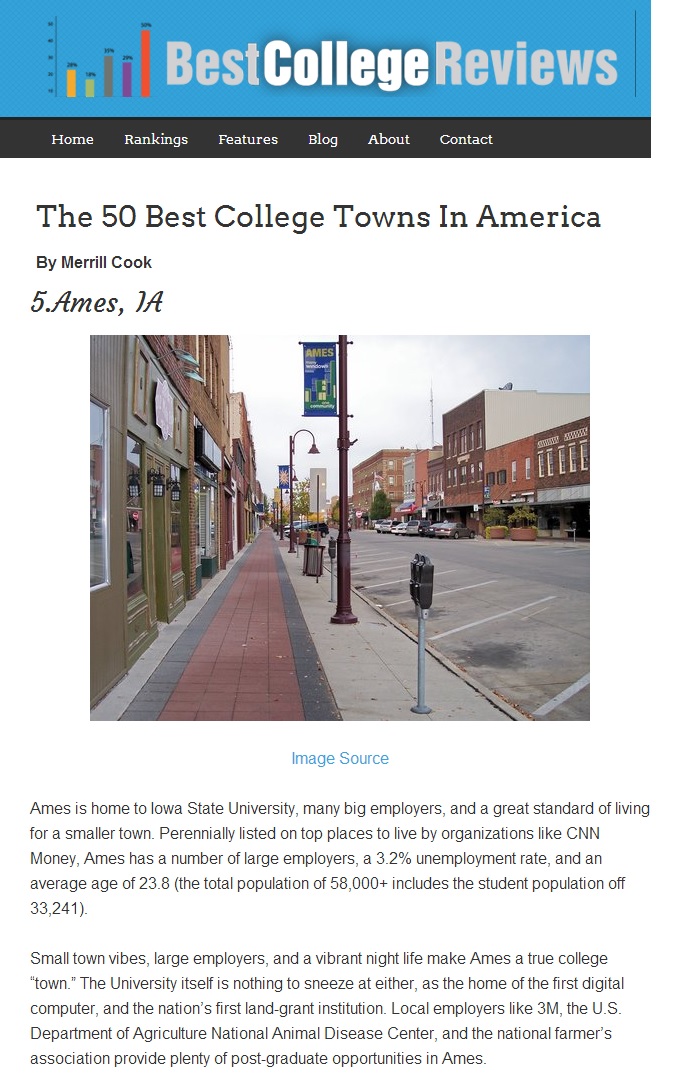 BestCollegeReviews
Home Rankings Features Blog About Contact
The 50 Best College Towns In America
By Merrill Cook
5.Ames, IA
AMES
community
Image Source
Ames is home to Iowa State University, many big employers, and a great standard of living
for a smaller town. Perennially listed on top places to live by organizations like CNN
Money, Ames has a number of large employers, a 3.2% unemployment rate, and an
average age of 23.8 (the total population of 58,000+ includes the student population off
33,241).
Small town vibes, large employers, and a vibrant night life make Ames a true college
“town.” The University itself is nothing to sneeze at either, as the home of the first digital
computer, and the nation’s first land-grant institution. Local employers like 3M, the U.S.
Department of Agriculture National Animal Disease Center, and the national farmer’s
association provide plenty of post-graduate opportunities in Ames.